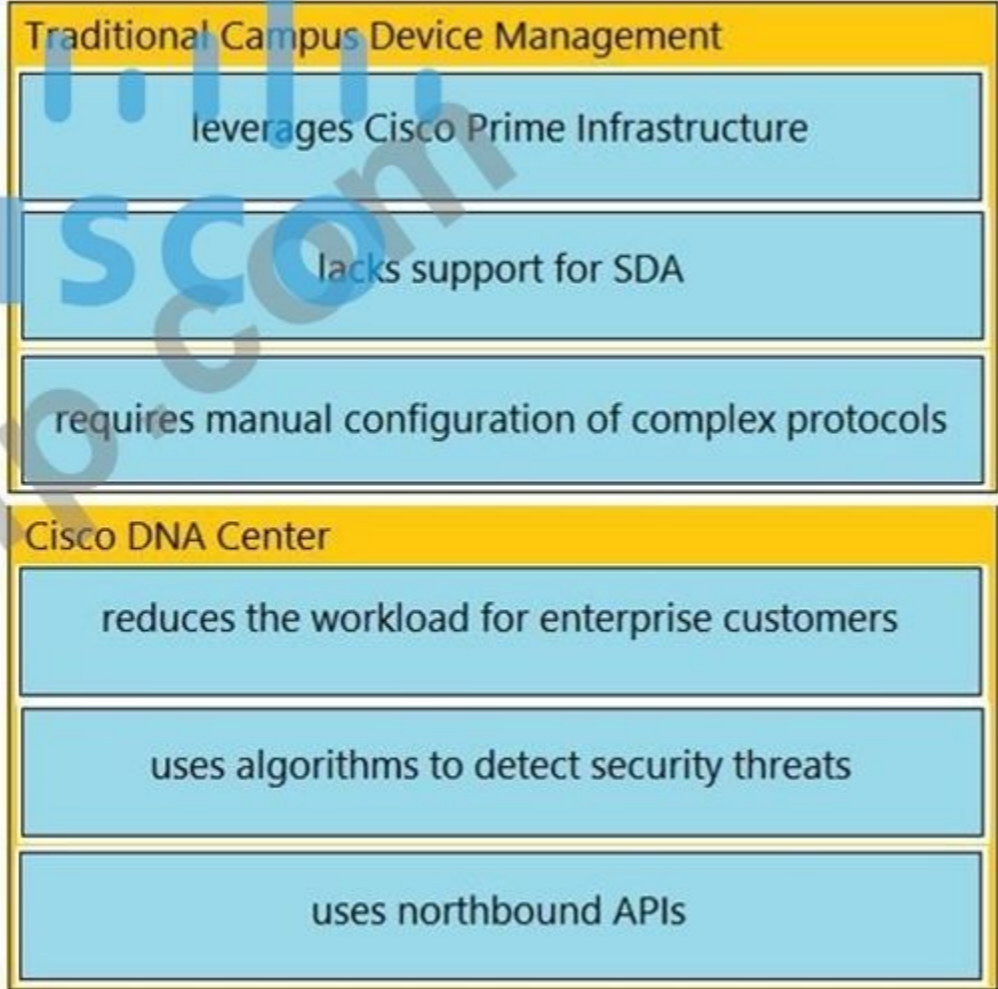 Traditional Campus Device Management
leverages Cisco Prime Infrastructure
lacks support for SDA
requires manual configuration of complex protocols
Cisco DNA Center
reduces the workload for enterprise customers
uses algorithms to detect security threats
uses northbound APIs